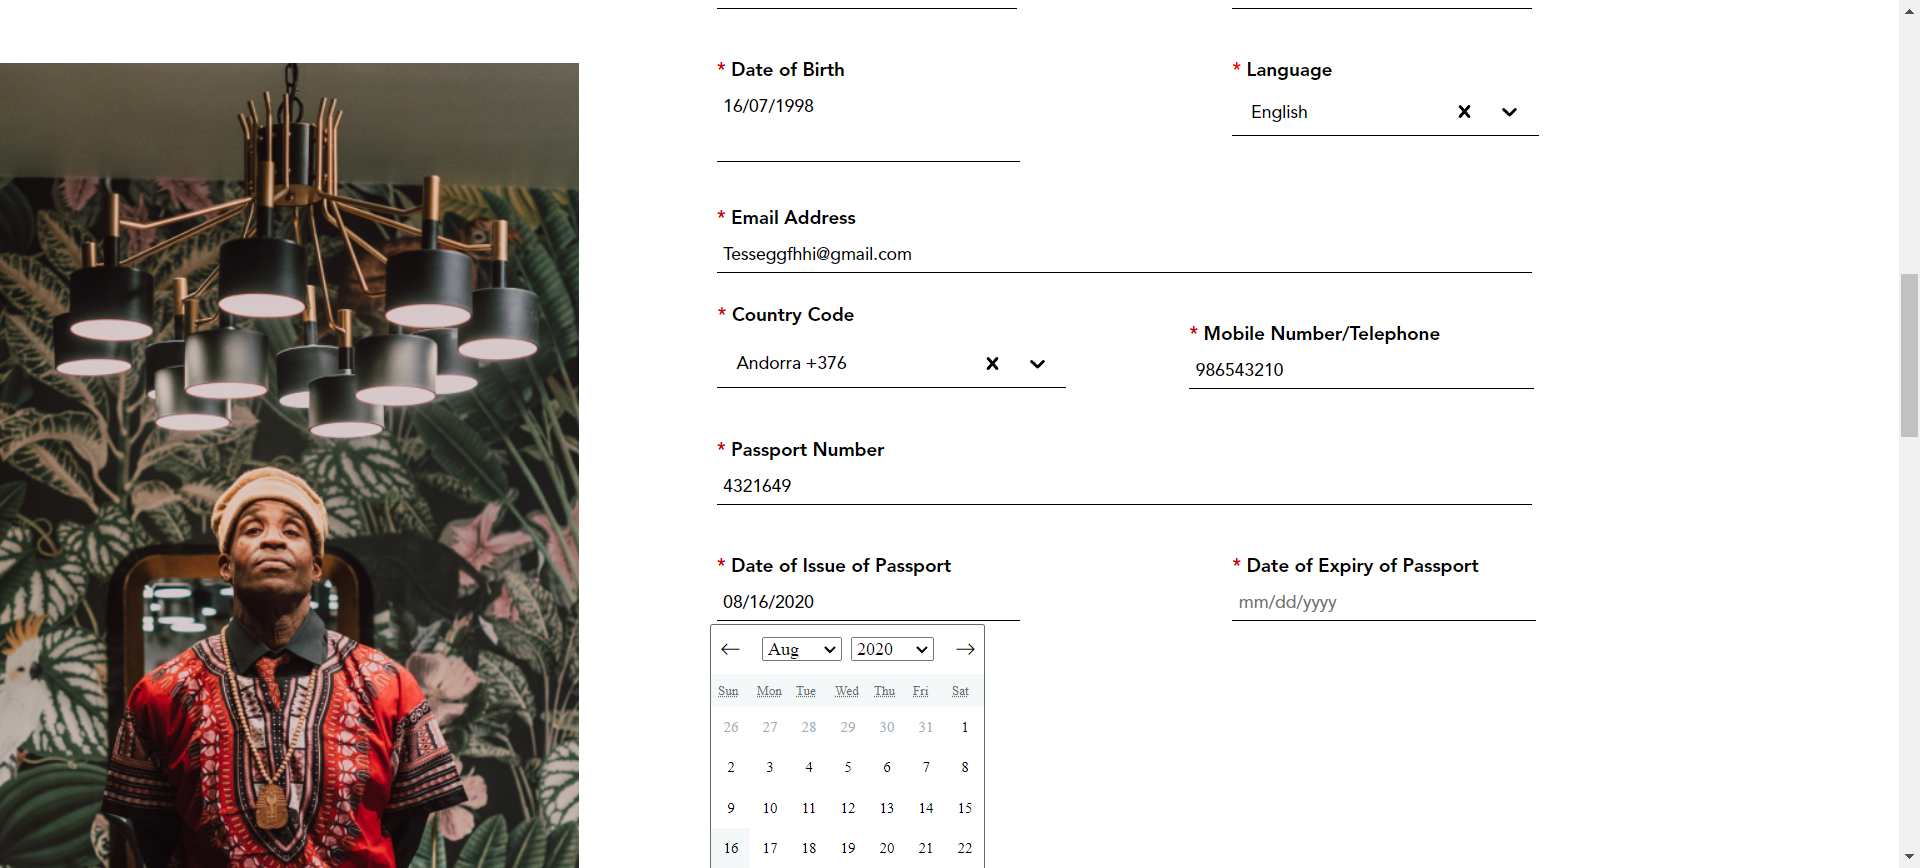 * Date of Birth
* Language
16/07/1998
English
* Email Address
Tesseggfhhi@gmail.com
* Country Code
* Mobile Number/Telephone
Andorra +376
986543210
* Passport Number
4321649
* Date of Issue of Passport
* Date of Expiry of Passport
08/16/2020
mm/dd/yyyy
Aug 2020
Sun Mon Tue Wed Thu Fri Sat
26 27 28 29 30 31 1
2 3 4 5 6 7 8
9 10 11 12 13 14 15
16 17 18 19 20 21 22